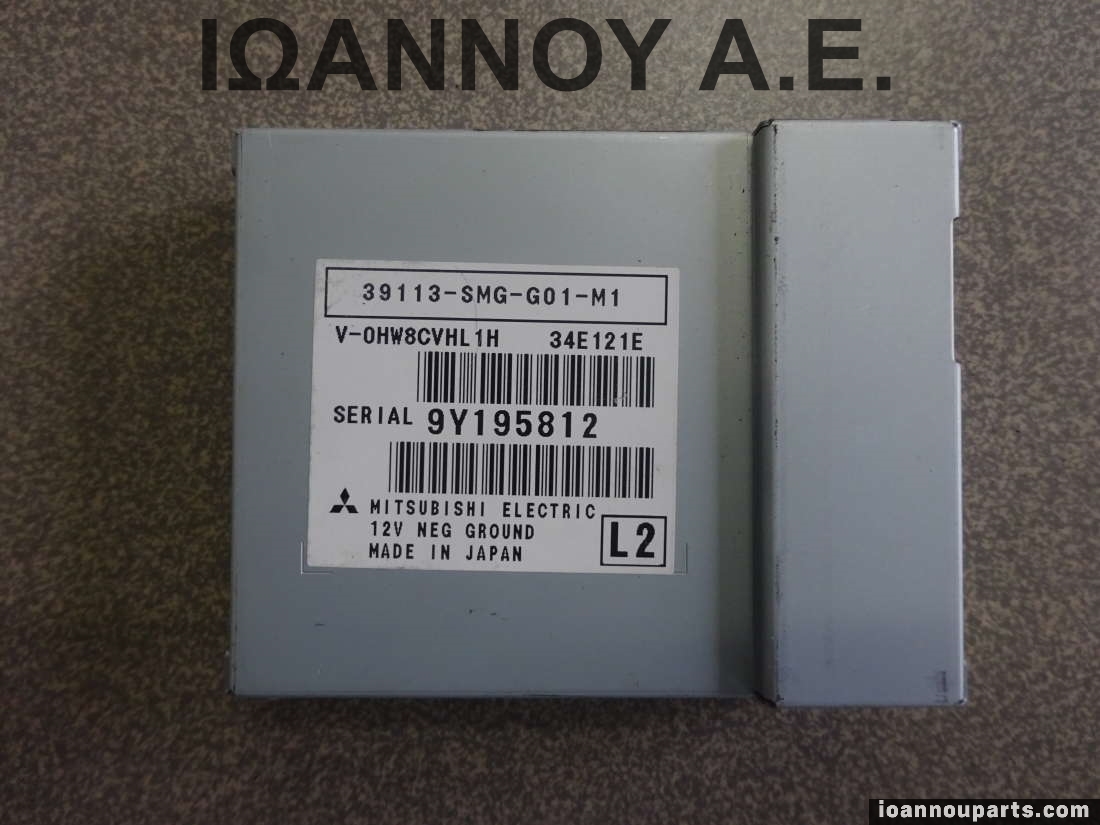 ΙΩΑΝΝΟΥ Α.Ε.
39113-SMG-G01-M1
V-0HW8CVHL1H 34E121E
SERIAL 9Y195812
MITSUBISHI ELECTRIC
12V NEG GROUND
MADE IN JAPAN
L2
ioannouparts.com